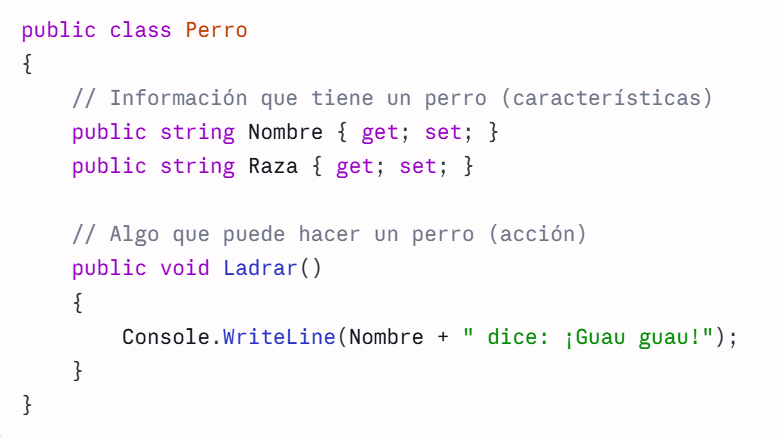 public class Perro
{
    // Información que tiene un perro (características)
    public string Nombre { get; set; }
    public string Raza { get; set; }

    // Algo que puede hacer un perro (acción)
    public void Ladrar()
    {
        Console.WriteLine(Nombre + " dice: ¡Guau guau!");
    }
}